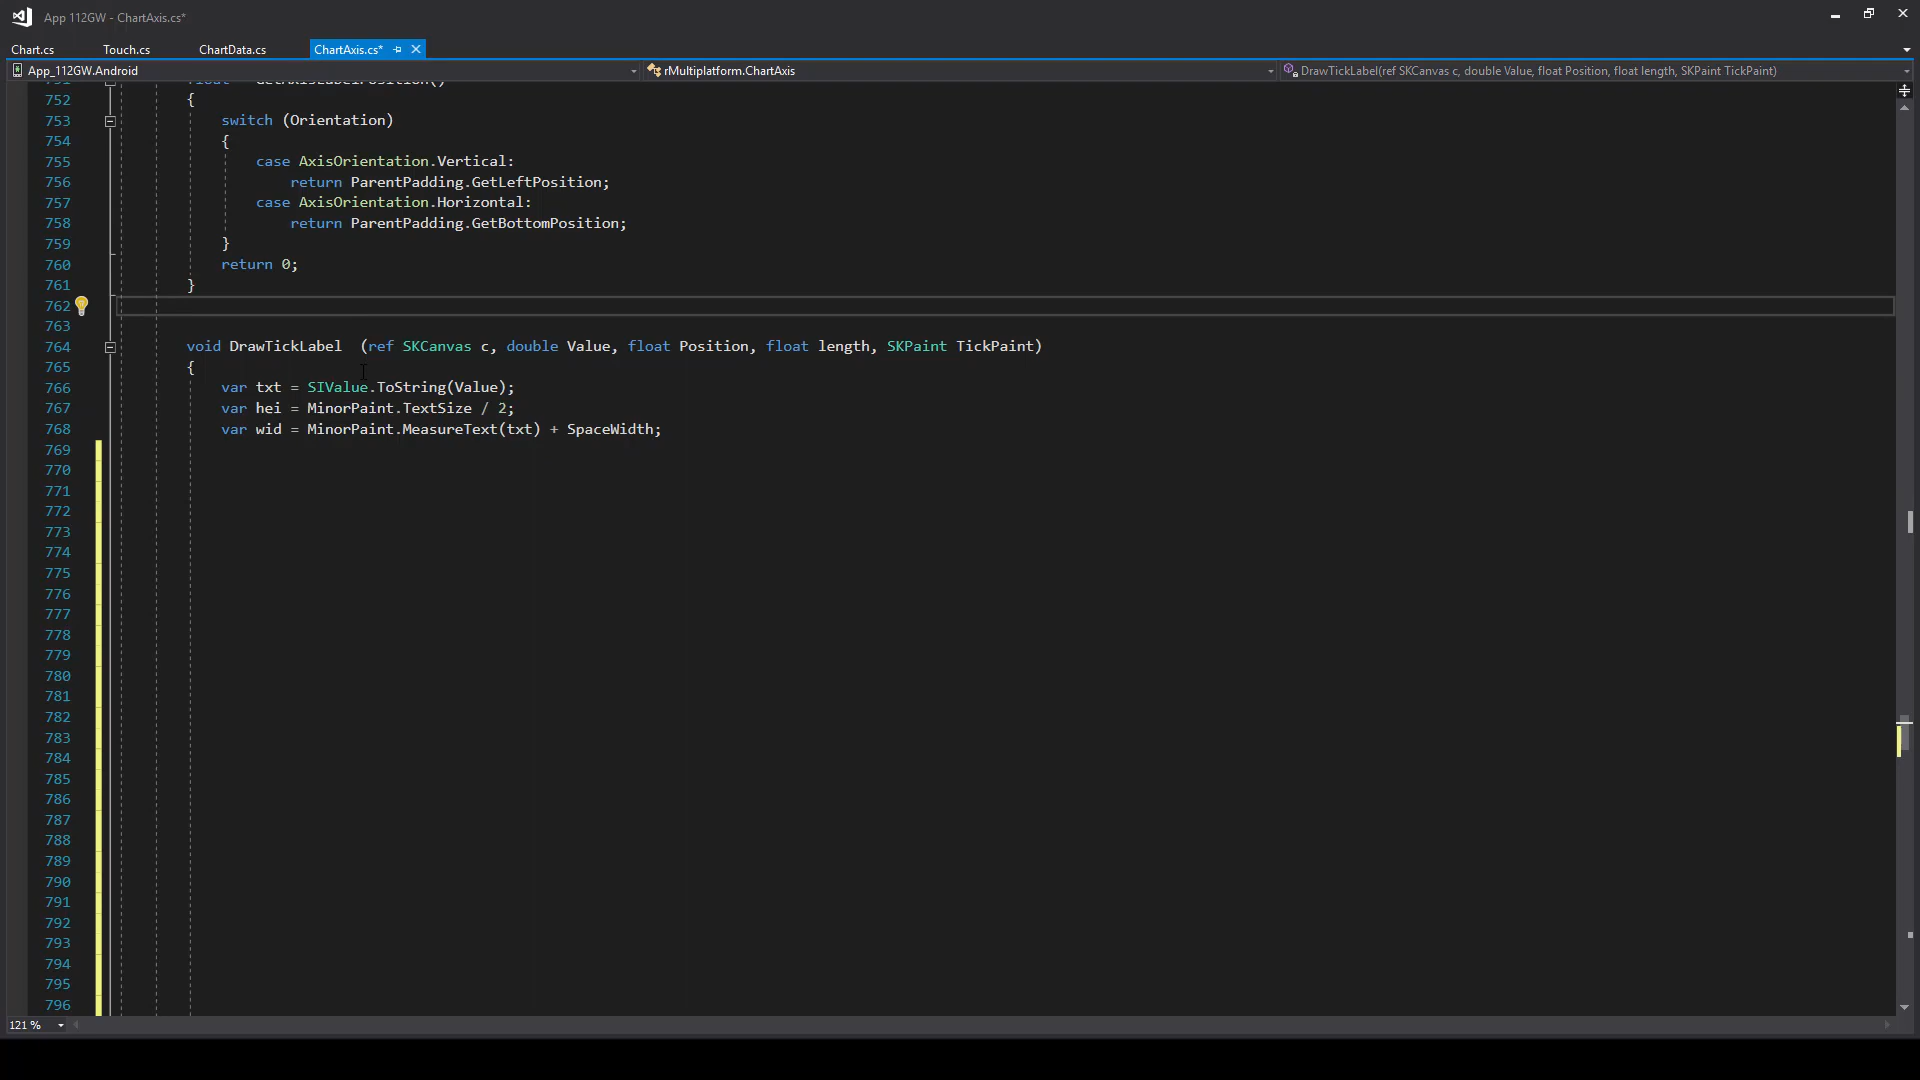 App 112GW - ChartAxis.cs*
Chart.cs Touch.cs ChartData.cs ChartAxis.cs*
App_112GW.Android rMultiplatform.ChartAxis DrawTickLabel(ref SKCanvas c, double Value, float Position, float length, SKPaint TickPaint)
752 {
753 switch (Orientation)
754 {
755 case AxisOrientation.Vertical:
756 return ParentPadding.GetLeftPosition;
757 case AxisOrientation.Horizontal:
758 return ParentPadding.GetBottomPosition;
759 }
760 return 0;
761 }
762
763
764 void DrawTickLabel (ref SKCanvas c, double Value, float Position, float length, SKPaint TickPaint)
765 {
766 var txt = SIValue.ToString(Value);
767 var hei = MinorPaint.TextSize / 2;
768 var wid = MinorPaint.MeasureText(txt) + SpaceWidth;
769
770
771
772
773
774
775
776
777
778
779
780
781
782
783
784
785
786
787
788
789
790
791
792
793
794
795
796
121 %